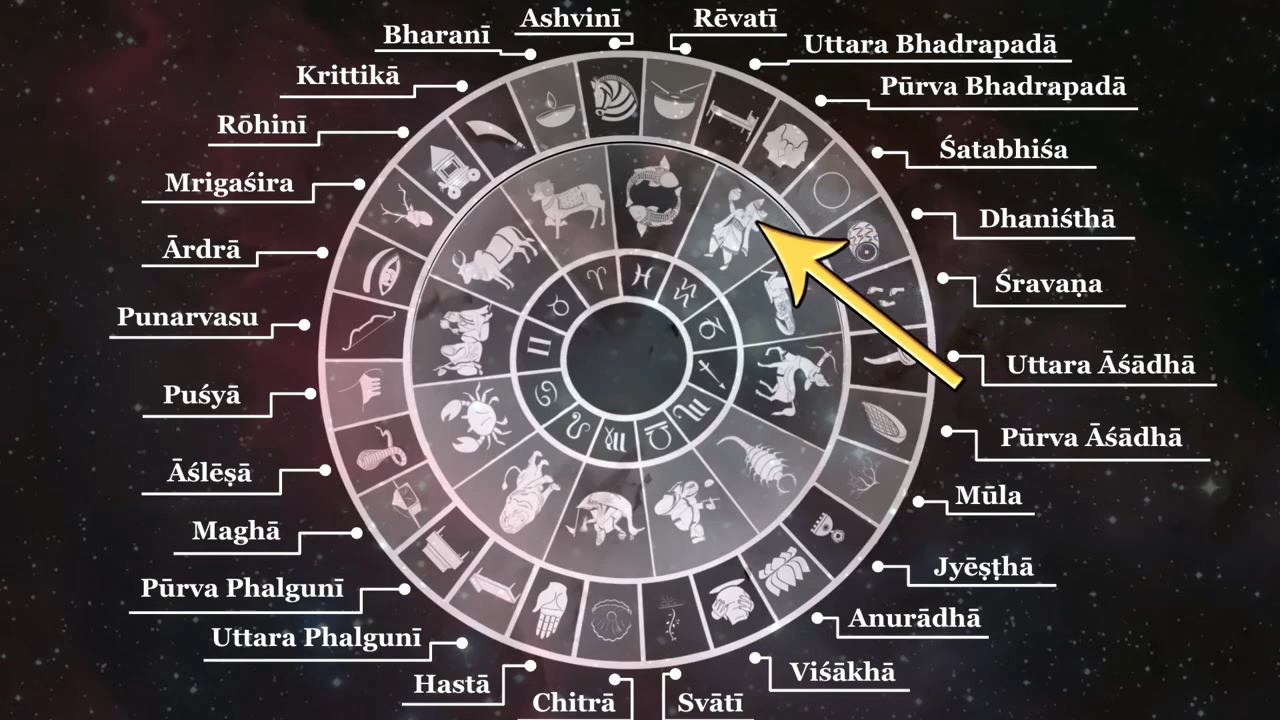 Ashvinī
Rēvatī
Bharanī
Uttara Bhadrapadā
Krittikā
Pūrva Bhadrapadā
Rōhinī
Śatabhiśa
Mrigaśira
Dhaniśthā
Ārdrā
Śravaṇa
Punarvasu
Uttara Āśādhā
Puśyā
Pūrva Āśādhā
Āślēṣā
Mūla
Maghā
Jyēṣṭhā
Pūrva Phalgunī
Anurādhā
Uttara Phalgunī
Viśākhā
Hastā
Chitrā
Svātī